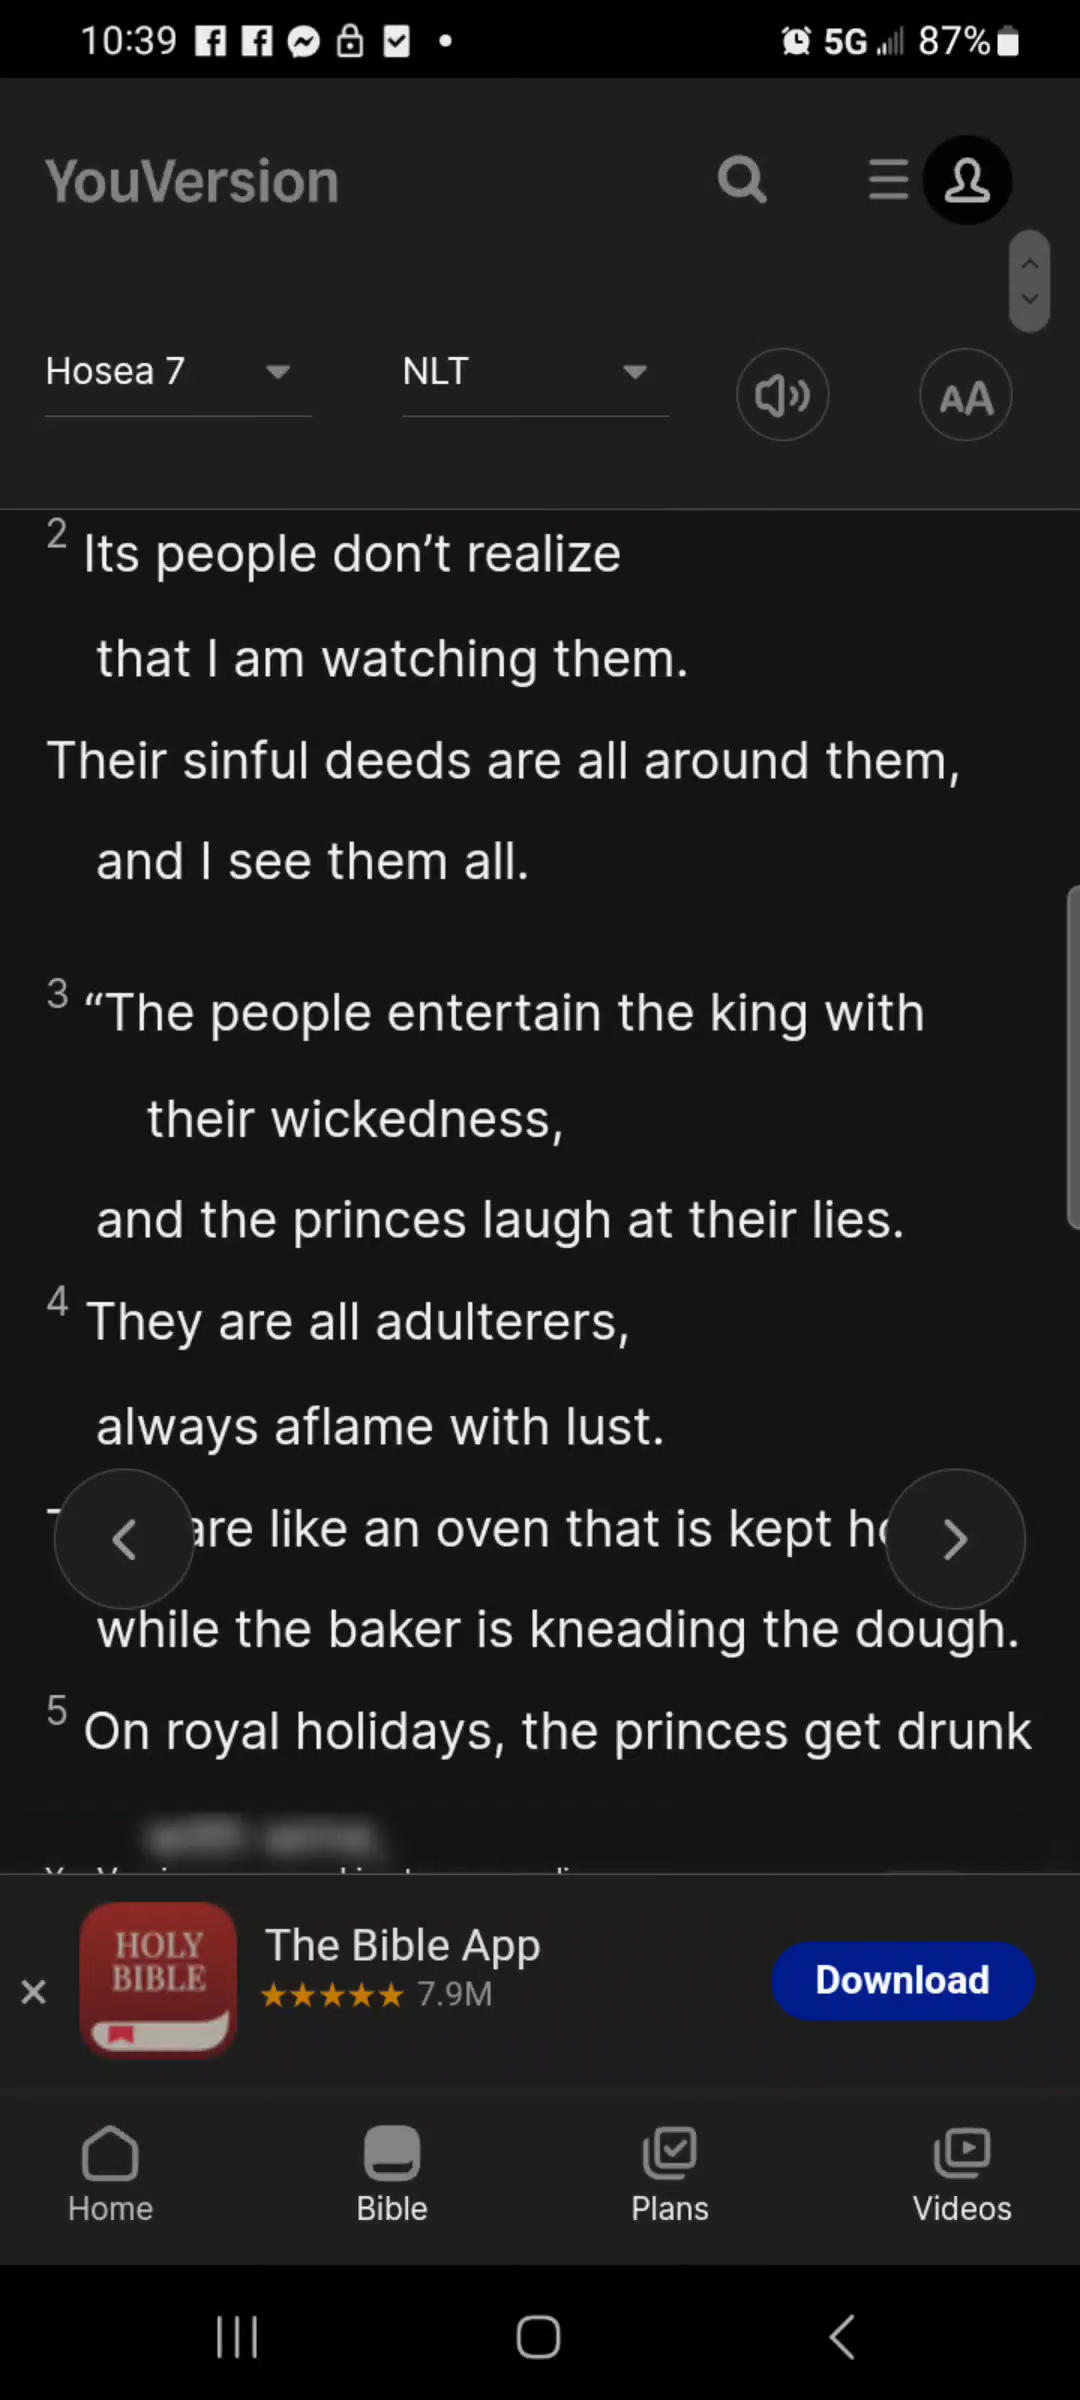 10:39 5G 87%
YouVersion
Hosea 7 NLT AA
2 Its people don’t realize
that I am watching them.
Their sinful deeds are all around them,
and I see them all.
3 “The people entertain the king with
their wickedness,
and the princes laugh at their lies.
4 They are all adulterers,
always aflame with lust.
are like an oven that is kept
while the baker is kneading the dough.
5 On royal holidays, the princes get drunk
HOLY
BIBLE
The Bible App
7.9M
Download
Home Bible Plans Videos